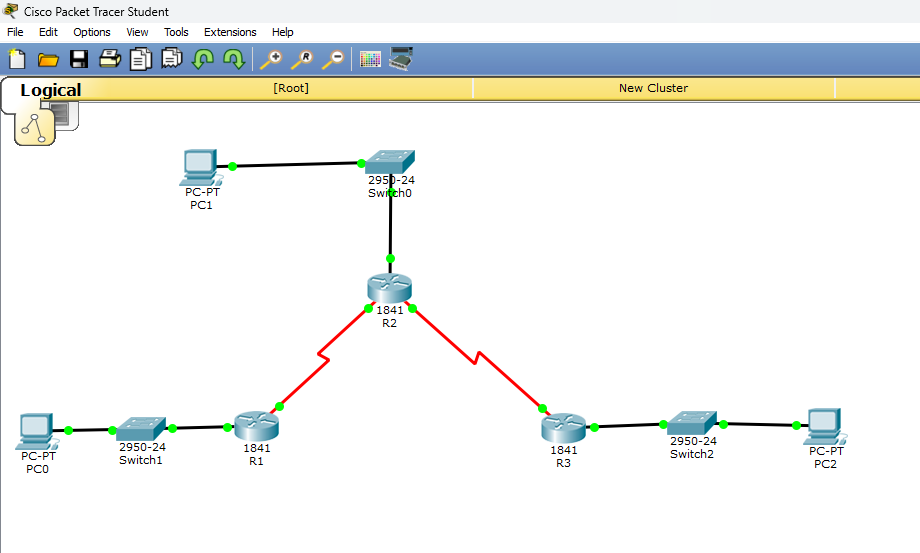 Cisco Packet Tracer Student
File Edit Options View Tools Extensions Help
Logical [Root] New Cluster
PC-PT
PC1
2950-24
Switch0
1841
R2
PC-PT
PC0
2950-24
Switch1
1841
R1
1841
R3
2950-24
Switch2
PC-PT
PC2